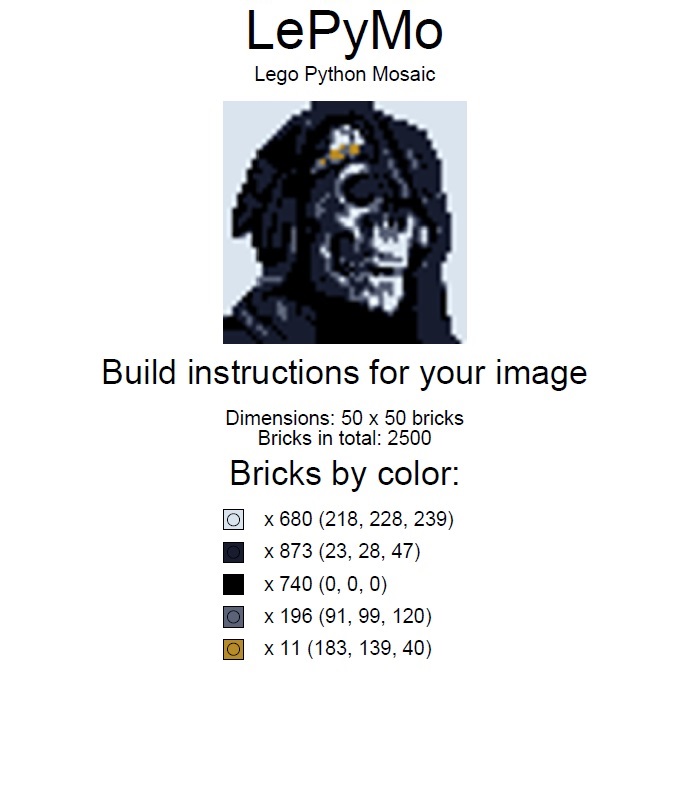 LePyMo
Lego Python Mosaic
Build instructions for your image
Dimensions: 50 x 50 bricks
Bricks in total: 2500
Bricks by color:
x 680 (218, 228, 239)
x 873 (23, 28, 47)
x 740 (0, 0, 0)
x 196 (91, 99, 120)
x 11 (183, 139, 40)